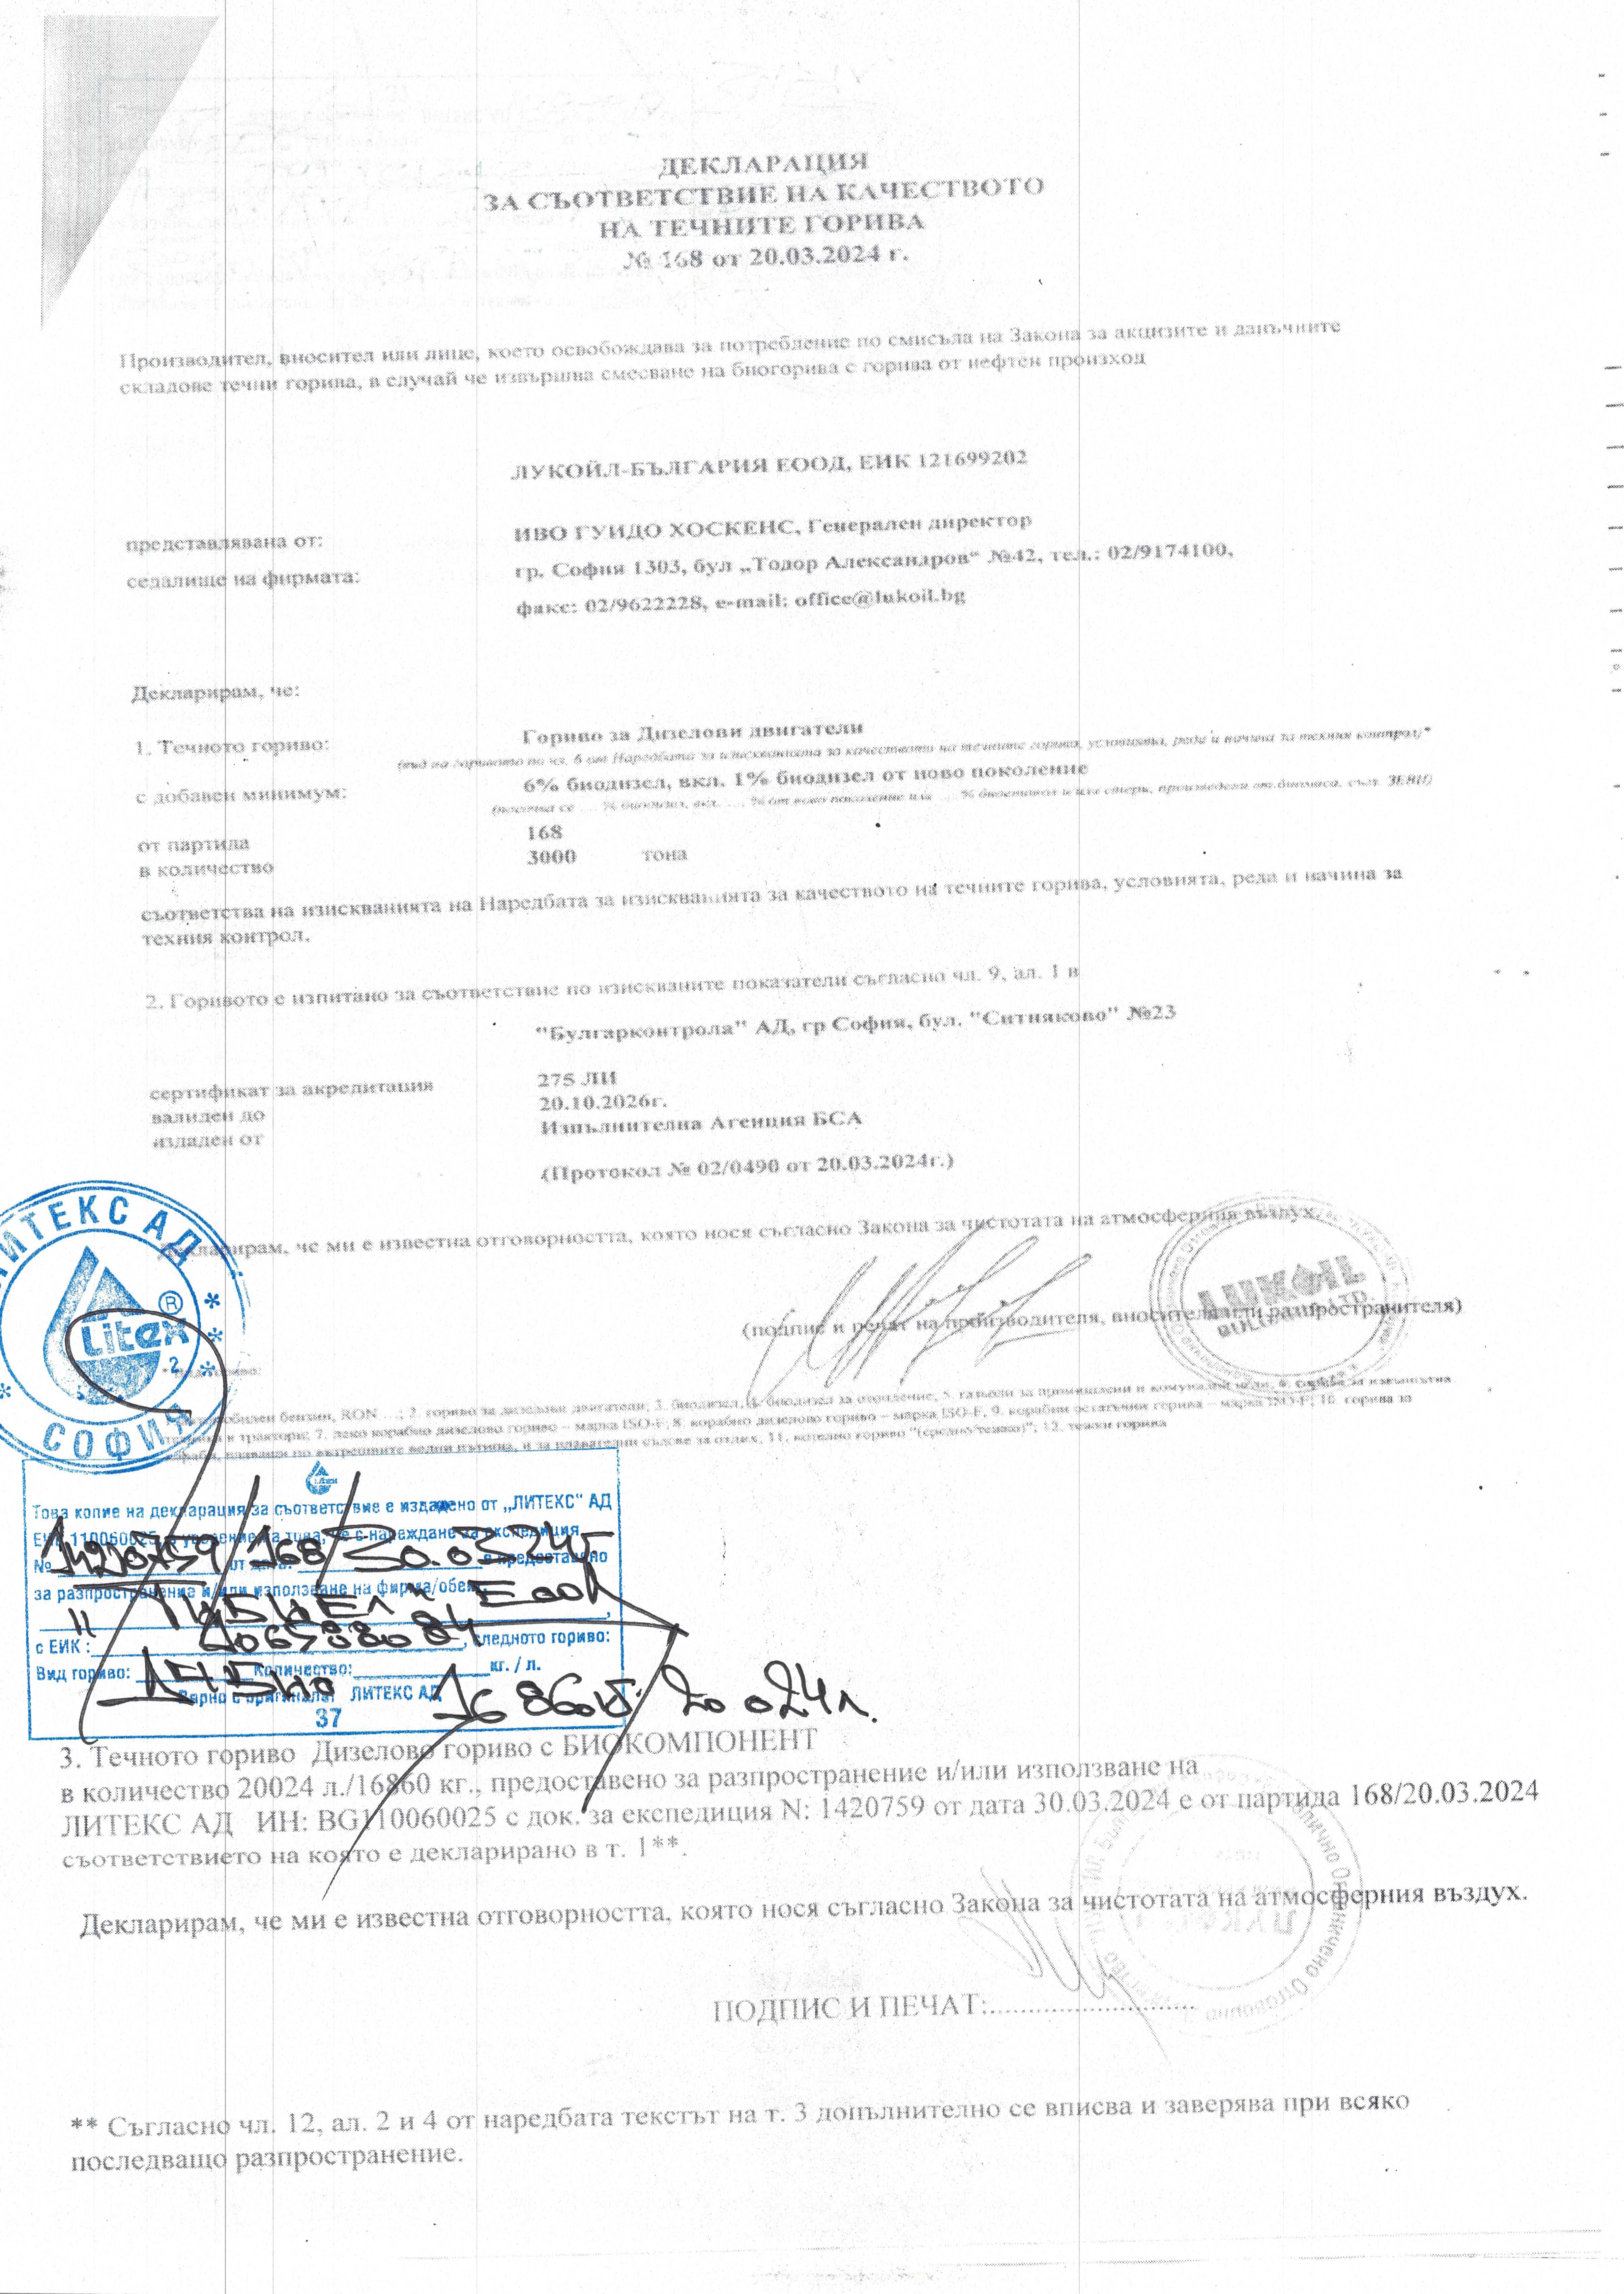 ДЕКЛАРАЦИЯ
ЗА СЪОТВЕТСТВИЕ НА КАЧЕСТВОТО
НА ТЕЧНИТЕ ГОРИВА
№ 168 от 20.03.2024 г.
Производител, вносител или лице, което освобождава за потребление по смисъла на Закона за акцизите и данъчните
складове течни горива, в случай че извършва смесване на биогорива с горива от нефтен произход
ЛУКОЙЛ-БЪЛГАРИЯ ЕООД, ЕИК 121699202
представлявана от: ИВО ГУИДО ХОСКЕНС, Генерален директор
седалище на фирмата: гр. София 1303, бул „Тодор Александров“ №42, тел.: 02/9174100,
факс: 02/9622228, e-mail: office@lukoil.bg
Декларирам, че:
1. Течното гориво: Гориво за Дизелови двигатели
(вид на горивото по чл. 6 от Наредбата за изискванията за качеството на течните горива, условията, реда и начина за техния контрол)*
с добавен минимум: 6% биодизел, вкл. 1% биодизел от ново поколение
(посочва се .... % биодизел, вкл. .... % от ново поколение или .... % биоетанол и или етери, произведени от биомаса, съгл. ЗЕВИ)
от партида 168
в количество 3000 тона
съответства на изискванията на Наредбата за изискванията за качеството на течните горива, условията, реда и начина за
техния контрол.
2. Горивото е изпитано за съответствие по изискваните показатели съгласно чл. 9, ал. 1 в
"Булгарконтрола" АД, гр София, бул. "Ситняково" №23
сертификат за акредитация 275 ЛИ
валиден до 20.10.2026г.
издаден от Изпълнителна Агенция БСА
(Протокол № 02/0490 от 20.03.2024г.)
Декларирам, че ми е известна отговорността, която нося съгласно Закона за чистотата на атмосферния въздух.
(подпис и печат на производителя, вносителя или разпространителя)
LUKOIL
BULGARIA LTD.
ЛИТЕКС АД
Litex ®
2
СОФИЯ
бензин, RON ...; 2. гориво за дизелови двигатели; 3. биодизел; 4. биодизел за отопление; 5. газьоли за промишлени и комунални цели; 6.
и трактори; 7. леко корабно дизелово гориво – марка ISO-F; 8. корабно дизелово гориво – марка ISO-F; 9. корабни остатъчни горива – марка ISO-F; 10. горива за
плаващи по вътрешните водни пътища, и за плавателни съдове за отдих; 11. котелно гориво "(средно/тежко)"; 12. тежки горива
Това копие на декларация за съответствие е издадено от „ЛИТЕКС“ АД
ЕИК 110060025, в уверение на това, че с нареждане за експедиция
№ 1420759/168/30.03.24г. е предоставено
за разпространение и/или използване на фирма/обект:
ЕООД
с ЕИК: , следното гориво:
Вид гориво: Количество: кг. / л.
Вярно с оригинала! ЛИТЕКС АД 16860кг/ 20 024л.
37
3. Течното гориво Дизелово гориво с БИОКОМПОНЕНТ
в количество 20024 л./16860 кг., предоставено за разпространение и/или използване на
ЛИТЕКС АД ИН: BG110060025 с док. за експедиция N: 1420759 от дата 30.03.2024 е от партида 168/20.03.2024
съответствието на която е декларирано в т. 1**.
Декларирам, че ми е известна отговорността, която нося съгласно Закона за чистотата на атмосферния въздух.
ПОДПИС И ПЕЧАТ:...........................
** Съгласно чл. 12, ал. 2 и 4 от наредбата текстът на т. 3 допълнително се вписва и заверява при всяко
последващо разпространение.